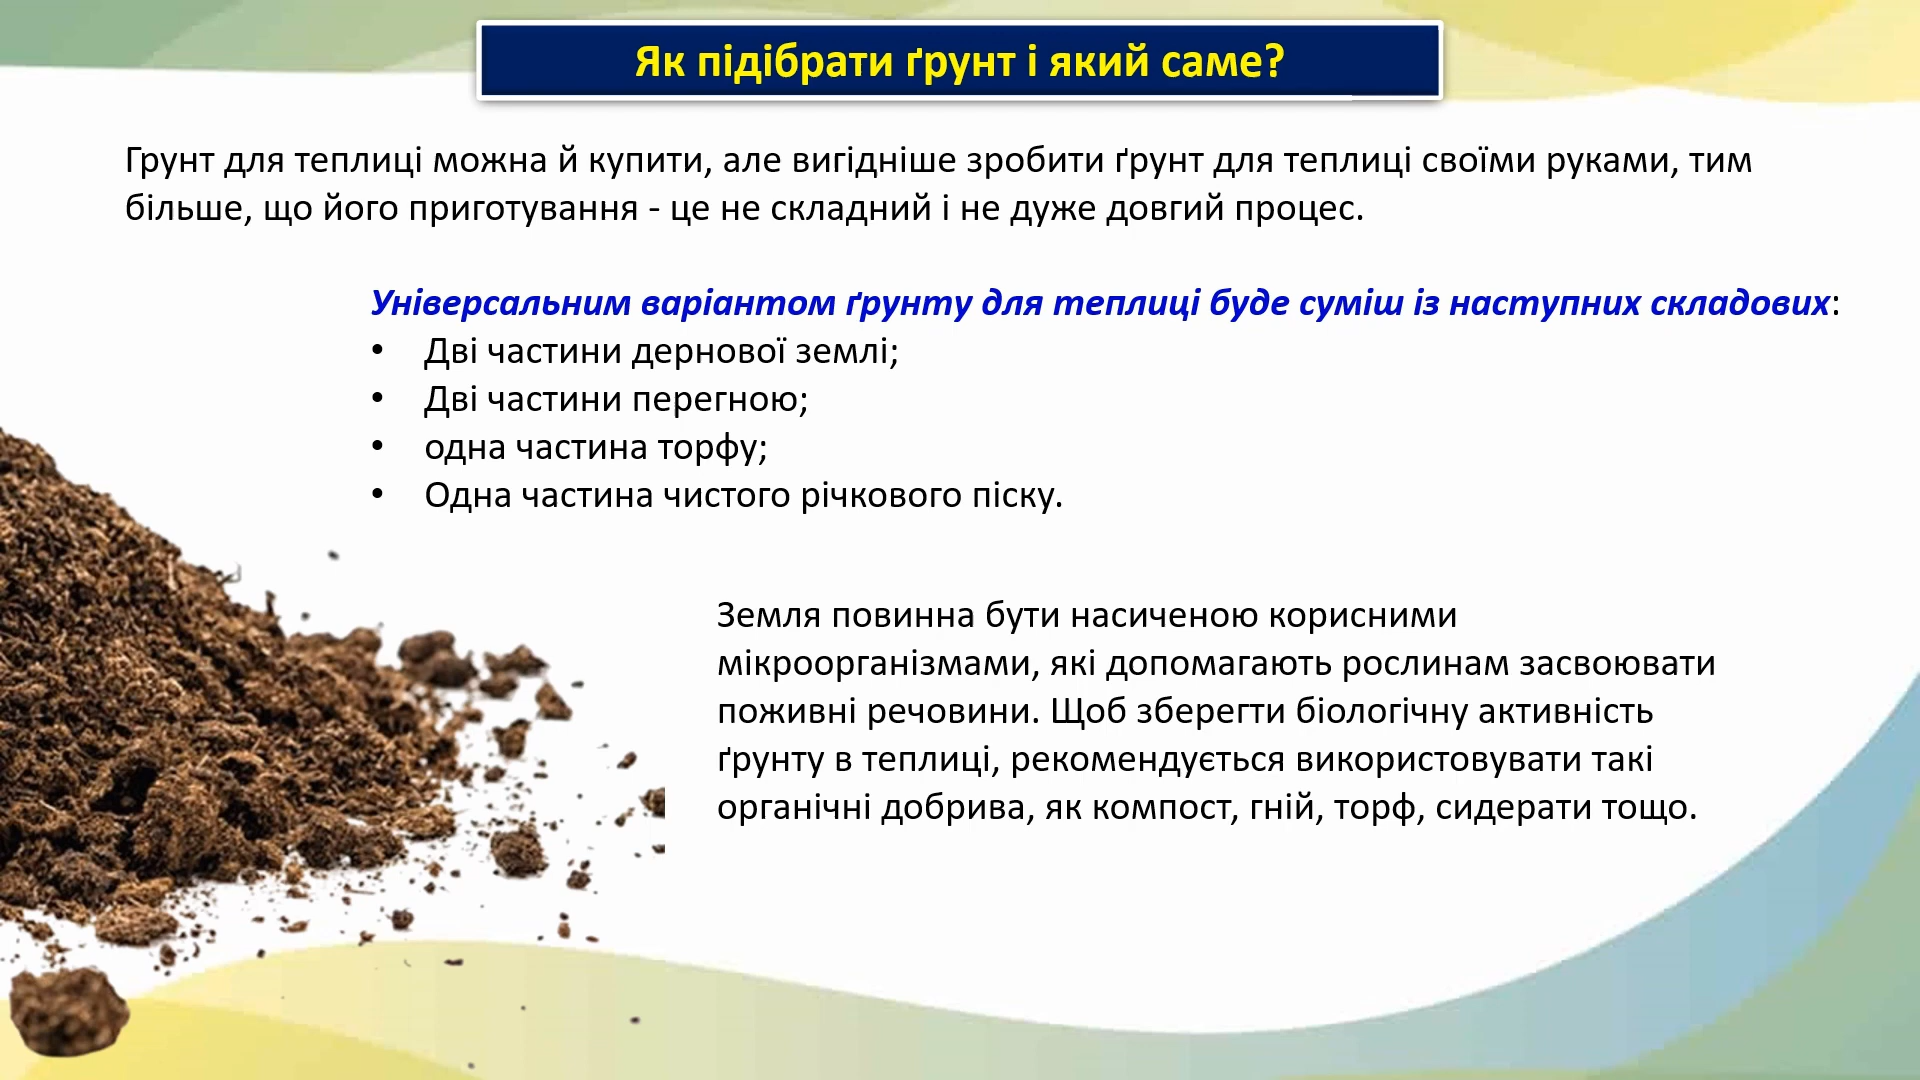 Як підібрати ґрунт і який саме?
Грунт для теплиці можна й купити, але вигідніше зробити ґрунт для теплиці своїми руками, тим
більше, що його приготування - це не складний і не дуже довгий процес.
Універсальним варіантом ґрунту для теплиці буде суміш із наступних складових:
• Дві частини дернової землі;
• Дві частини перегною;
• одна частина торфу;
• Одна частина чистого річкового піску.
Земля повинна бути насиченою корисними
мікроорганізмами, які допомагають рослинам засвоювати
поживні речовини. Щоб зберегти біологічну активність
ґрунту в теплиці, рекомендується використовувати такі
органічні добрива, як компост, гній, торф, сидерати тощо.